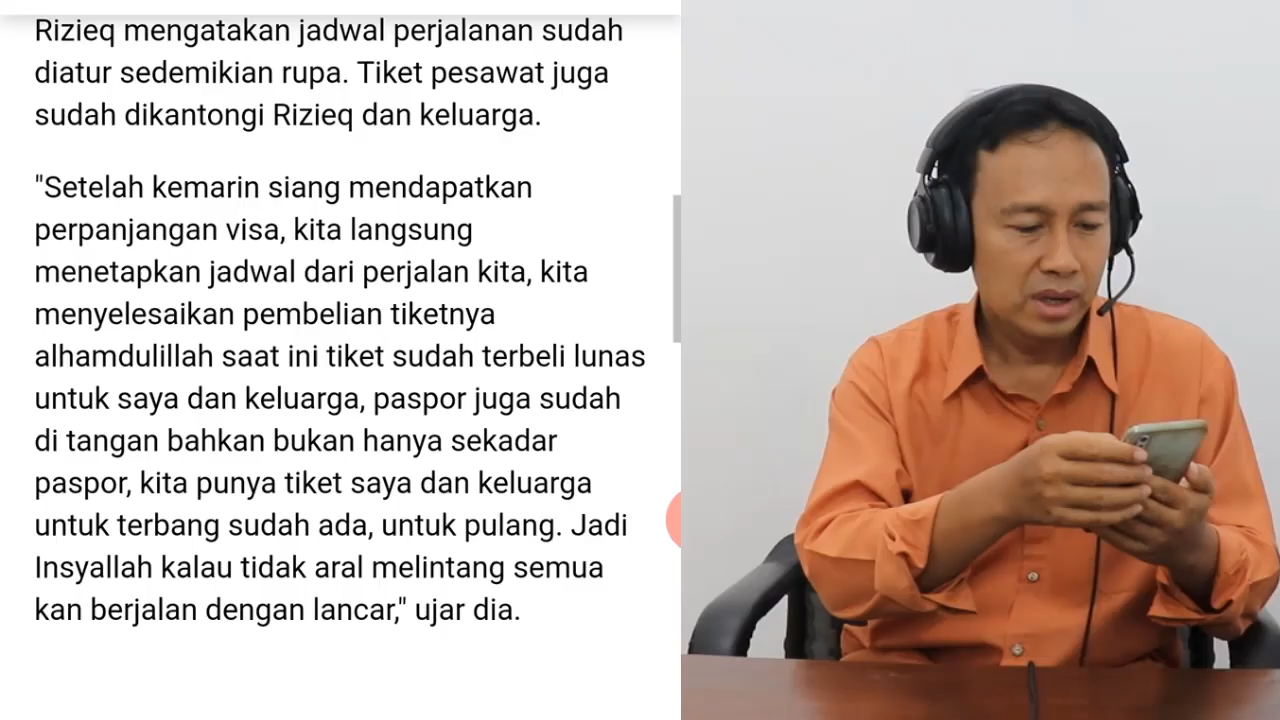 Rizieq mengatakan jadwal perjalanan sudah
diatur sedemikian rupa. Tiket pesawat juga
sudah dikantongi Rizieq dan keluarga.
"Setelah kemarin siang mendapatkan
perpanjangan visa, kita langsung
menetapkan jadwal dari perjalan kita, kita
menyelesaikan pembelian tiketnya
alhamdulillah saat ini tiket sudah terbeli lunas
untuk saya dan keluarga, paspor juga sudah
di tangan bahkan bukan hanya sekadar
paspor, kita punya tiket saya dan keluarga
untuk terbang sudah ada, untuk pulang. Jadi
Insyallah kalau tidak aral melintang semua
kan berjalan dengan lancar," ujar dia.